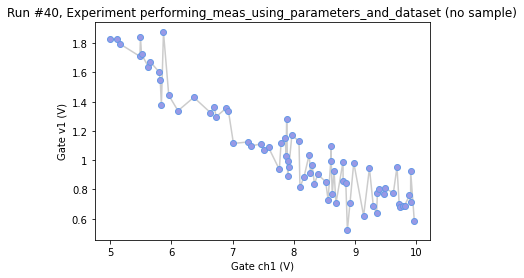 Run #40, Experiment performing_meas_using_parameters_and_dataset (no sample)
1.8
1.6
1.4
1.2
1
0.8
0.6
Gate v1 (V)
5 6 7 8 9 10
Gate ch1 (V)